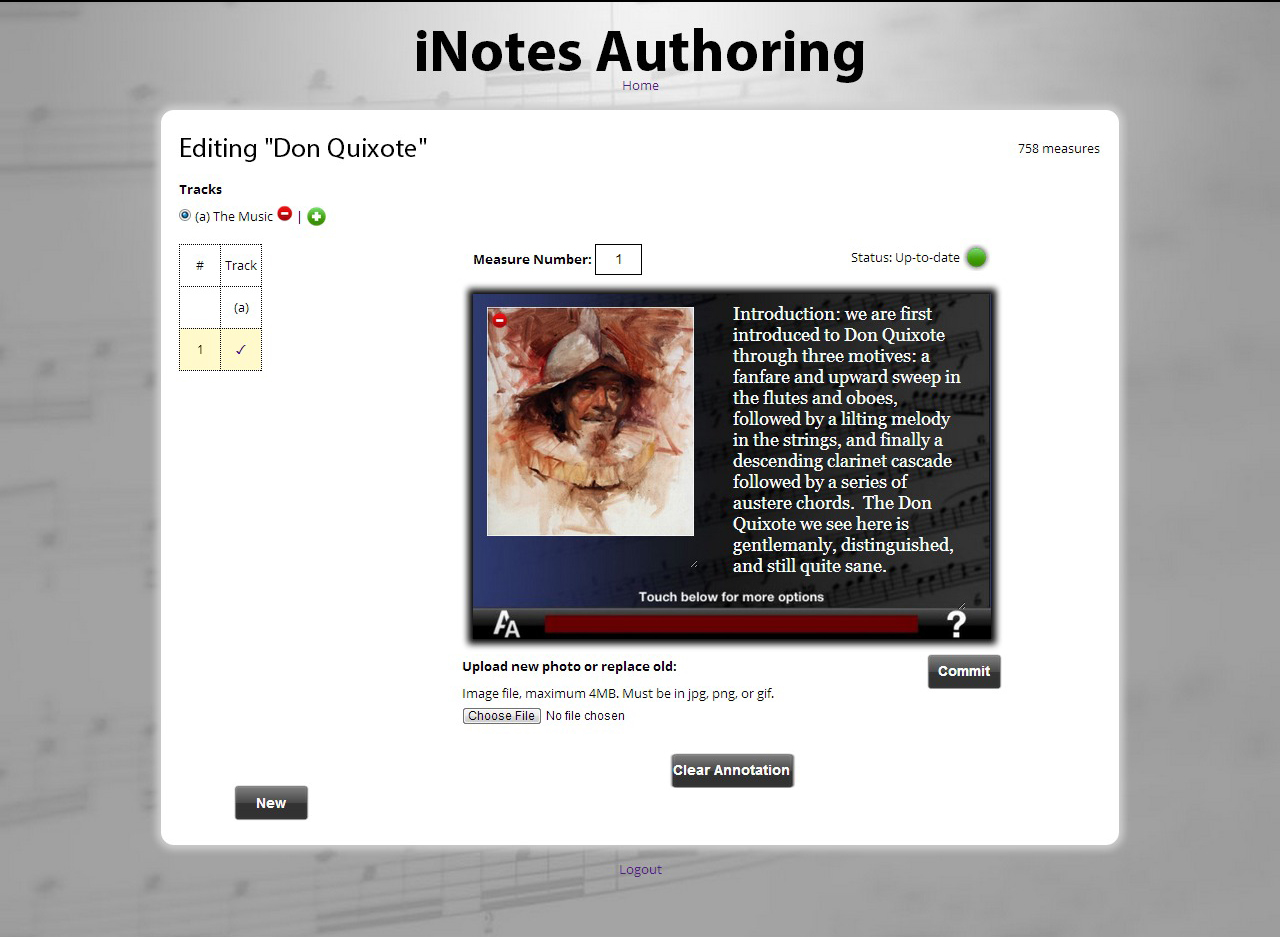 iNotes Authoring
Home
Editing "Don Quixote"
758 measures
Tracks
(a) The Music |
Measure Number: 1
Status: Up-to-date
# Track
(a)
1 ✓
Introduction: we are first
introduced to Don Quixote
through three motives: a
fanfare and upward sweep in
the flutes and oboes,
followed by a lilting melody
in the strings, and finally a
descending clarinet cascade
followed by a series of
austere chords.  The Don
Quixote we see here is
gentlemanly, distinguished,
and still quite sane.
Touch below for more options
AA ?
Upload new photo or replace old:
Commit
Image file, maximum 4MB. Must be in jpg, png, or gif.
Choose File No file chosen
Clear Annotation
New
Logout